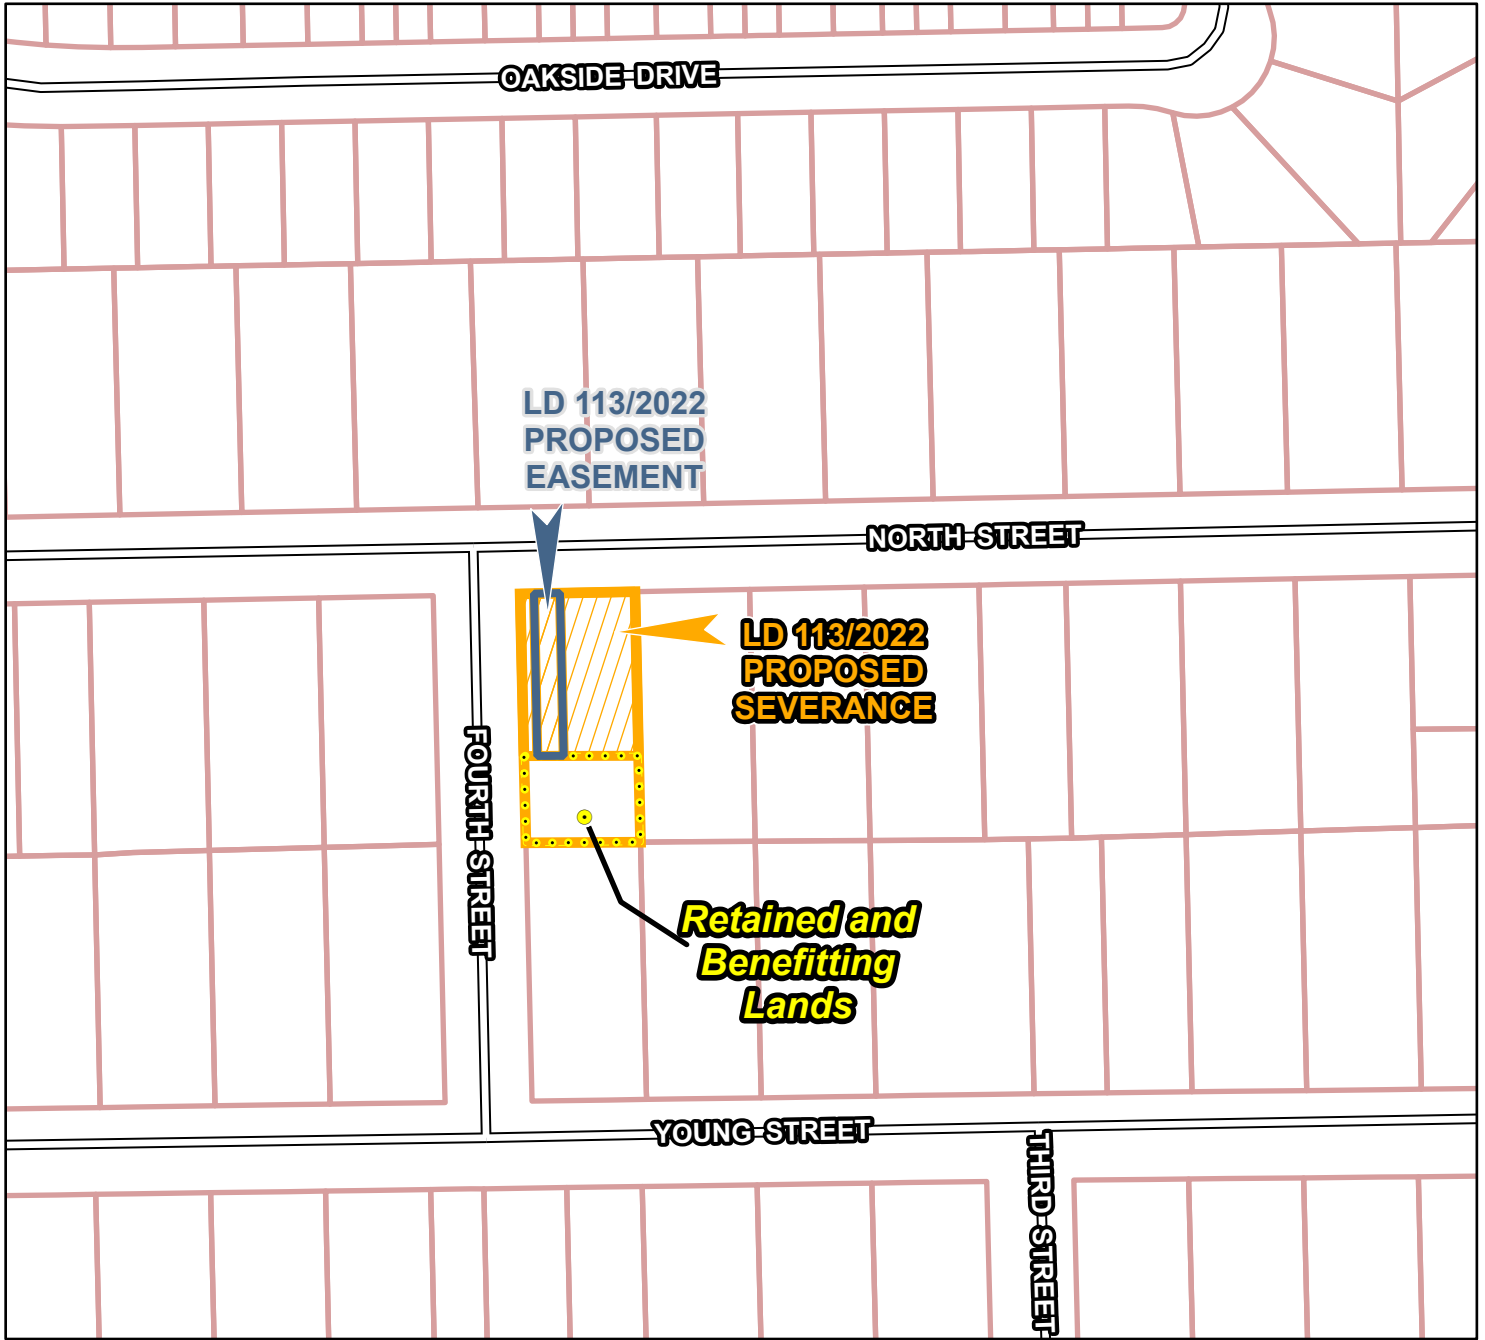 OAKSIDE DRIVE
LD 113/2022
PROPOSED
EASEMENT
NORTH STREET
LD 113/2022
PROPOSED
SEVERANCE
FOURTH STREET
Retained and
Benefitting
Lands
YOUNG STREET
THIRD STREET